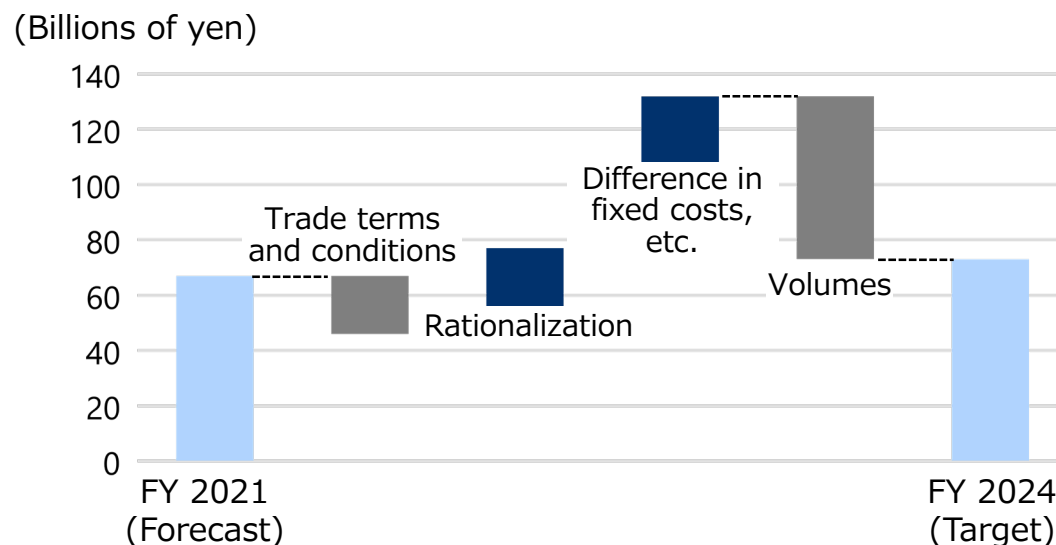 (Billions of yen)
140
120
100
80
60
40
20
0
Trade terms
and conditions
Rationalization
Difference in
fixed costs,
etc.
Volumes
FY 2021
(Forecast)
FY 2024
(Target)